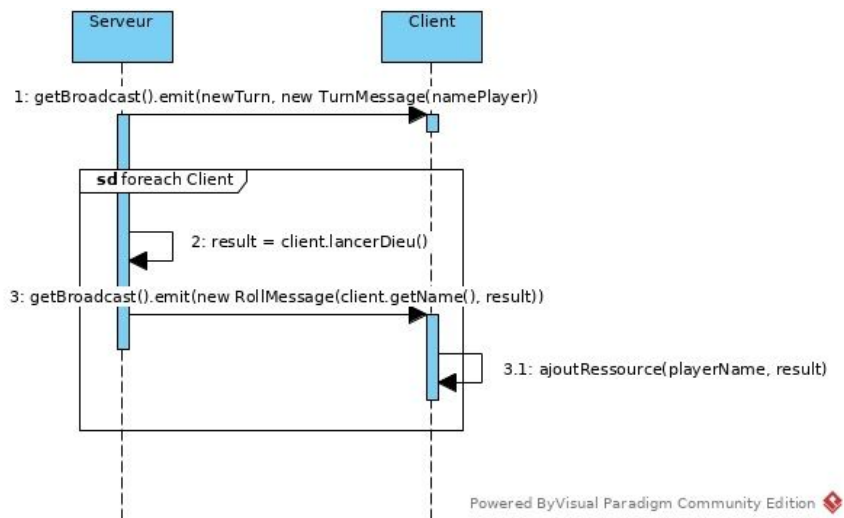 Serveur
Client
1: getBroadcast().emit(newTurn, new TurnMessage(namePlayer))
sd foreach Client
2: result = client.lancerDieu()
3: getBroadcast().emit(new RollMessage(client.getName(), result))
3.1: ajoutRessource(playerName, result)
Powered ByVisual Paradigm Community Edition